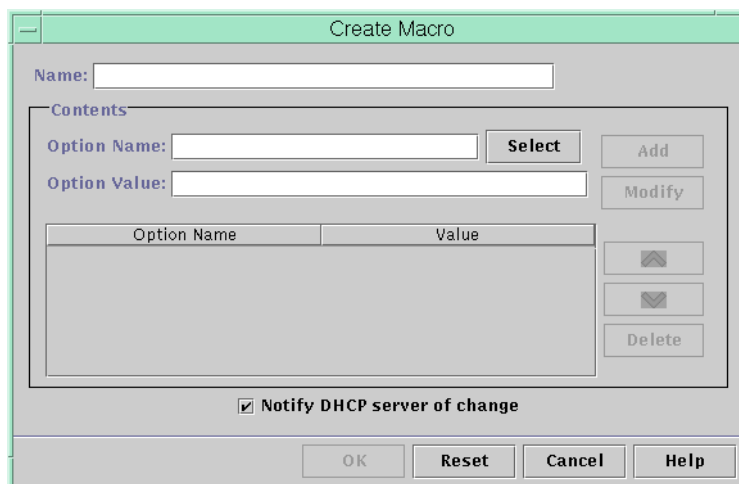 Create Macro
Name:
Contents
Option Name: Select Add
Option Value: Modify
Option Name Value
Delete
Notify DHCP server of change
OK Reset Cancel Help